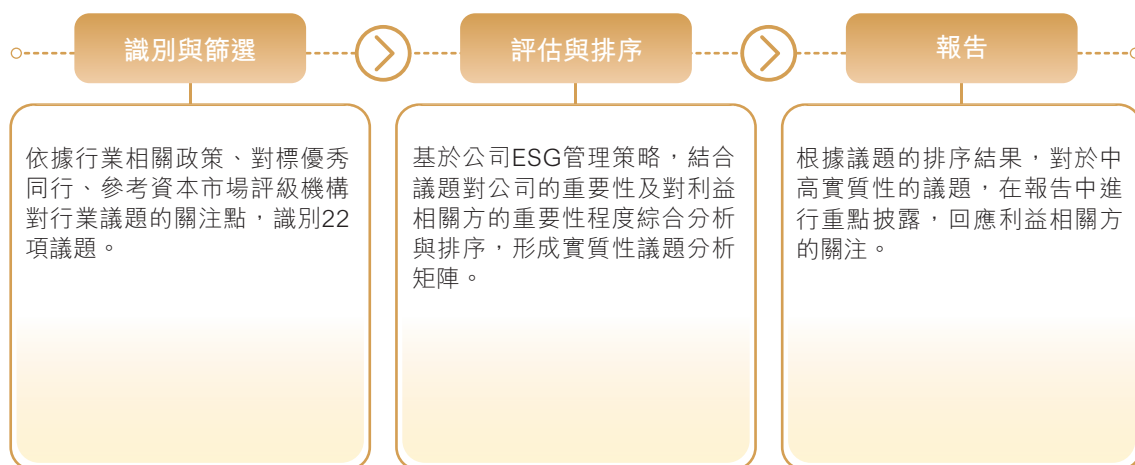 識別與篩選
依據行業相關政策、對標優秀
同行、參考資本市場評級機構
對行業議題的關注點，識別22
項議題。
評估與排序
基於公司ESG管理策略，結合
議題對公司的重要性及對利益
相關方的重要性程度綜合分析
與排序，形成實質性議題分析
矩陣。
報告
根據議題的排序結果，對於中
高實質性的議題，在報告中進
行重點披露，回應利益相關方
的關注。